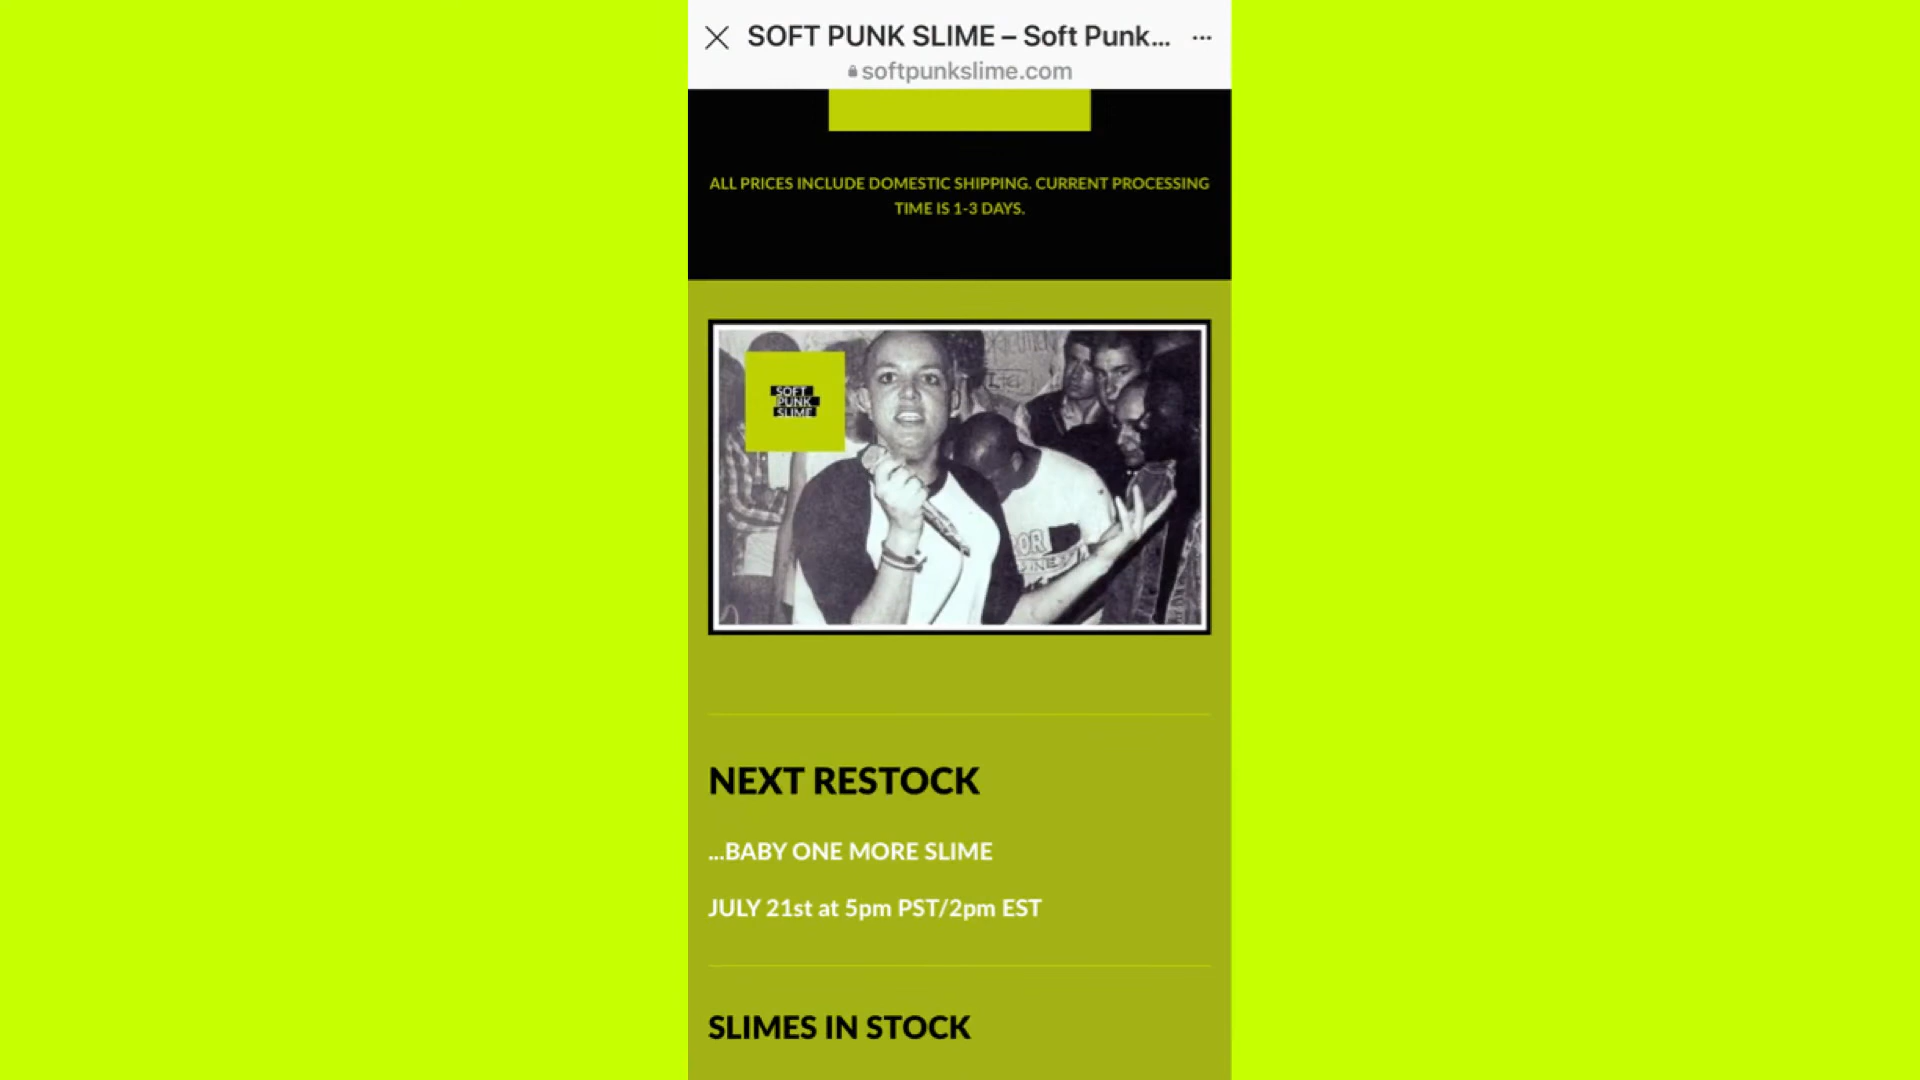 SOFT PUNK SLIME – Soft Punk...
softpunkslime.com
ALL PRICES INCLUDE DOMESTIC SHIPPING. CURRENT PROCESSING
TIME IS 1-3 DAYS.
SOFT
PUNK
SLIME
NEXT RESTOCK
...BABY ONE MORE SLIME
JULY 21st at 5pm PST/2pm EST
SLIMES IN STOCK